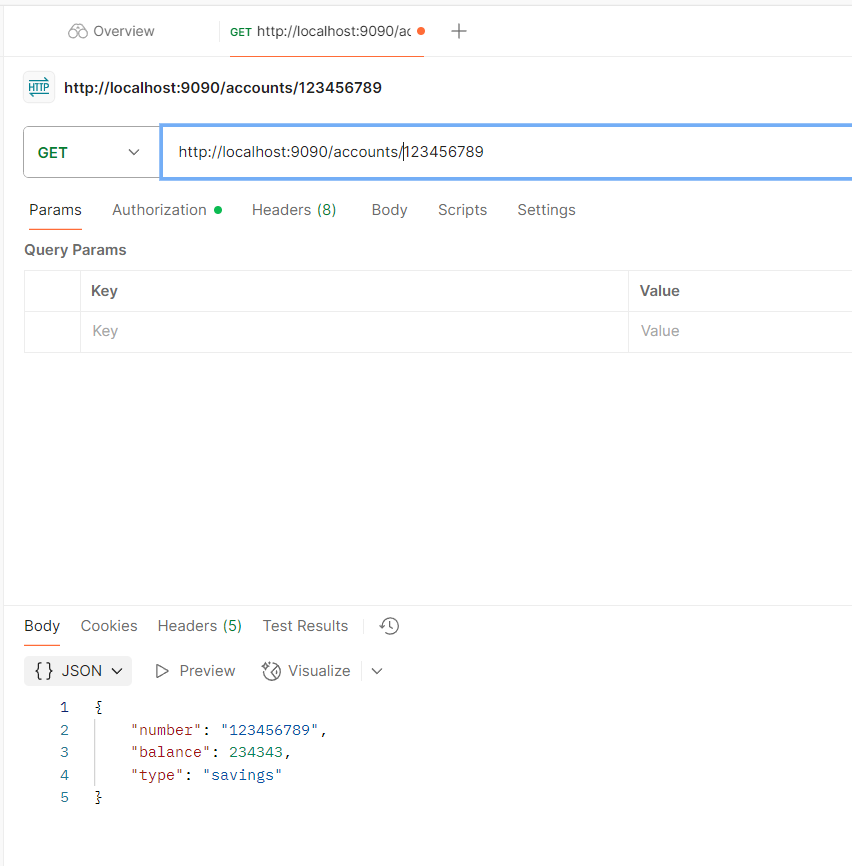 Overview GET http://localhost:9090/ac
HTTP http://localhost:9090/accounts/123456789
GET http://localhost:9090/accounts/123456789
Params Authorization Headers (8) Body Scripts Settings
Query Params
Key Value
Key Value
Body Cookies Headers (5) Test Results
{} JSON Preview Visualize
1 {
2 "number": "123456789",
3 "balance": 234343,
4 "type": "savings"
5 }